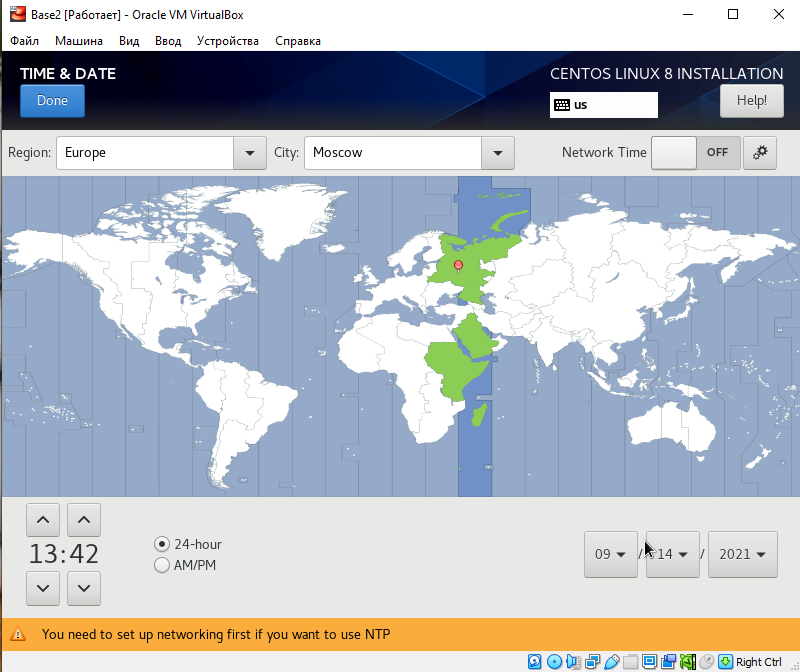 Base2 [Работает] - Oracle VM VirtualBox
Файл Машина Вид Ввод Устройства Справка
TIME & DATE
CENTOS LINUX 8 INSTALLATION
Done
us
Help!
Region: Europe City: Moscow Network Time OFF
13:42
24-hour
AM/PM
09 / 14 / 2021
You need to set up networking first if you want to use NTP
Right Ctrl